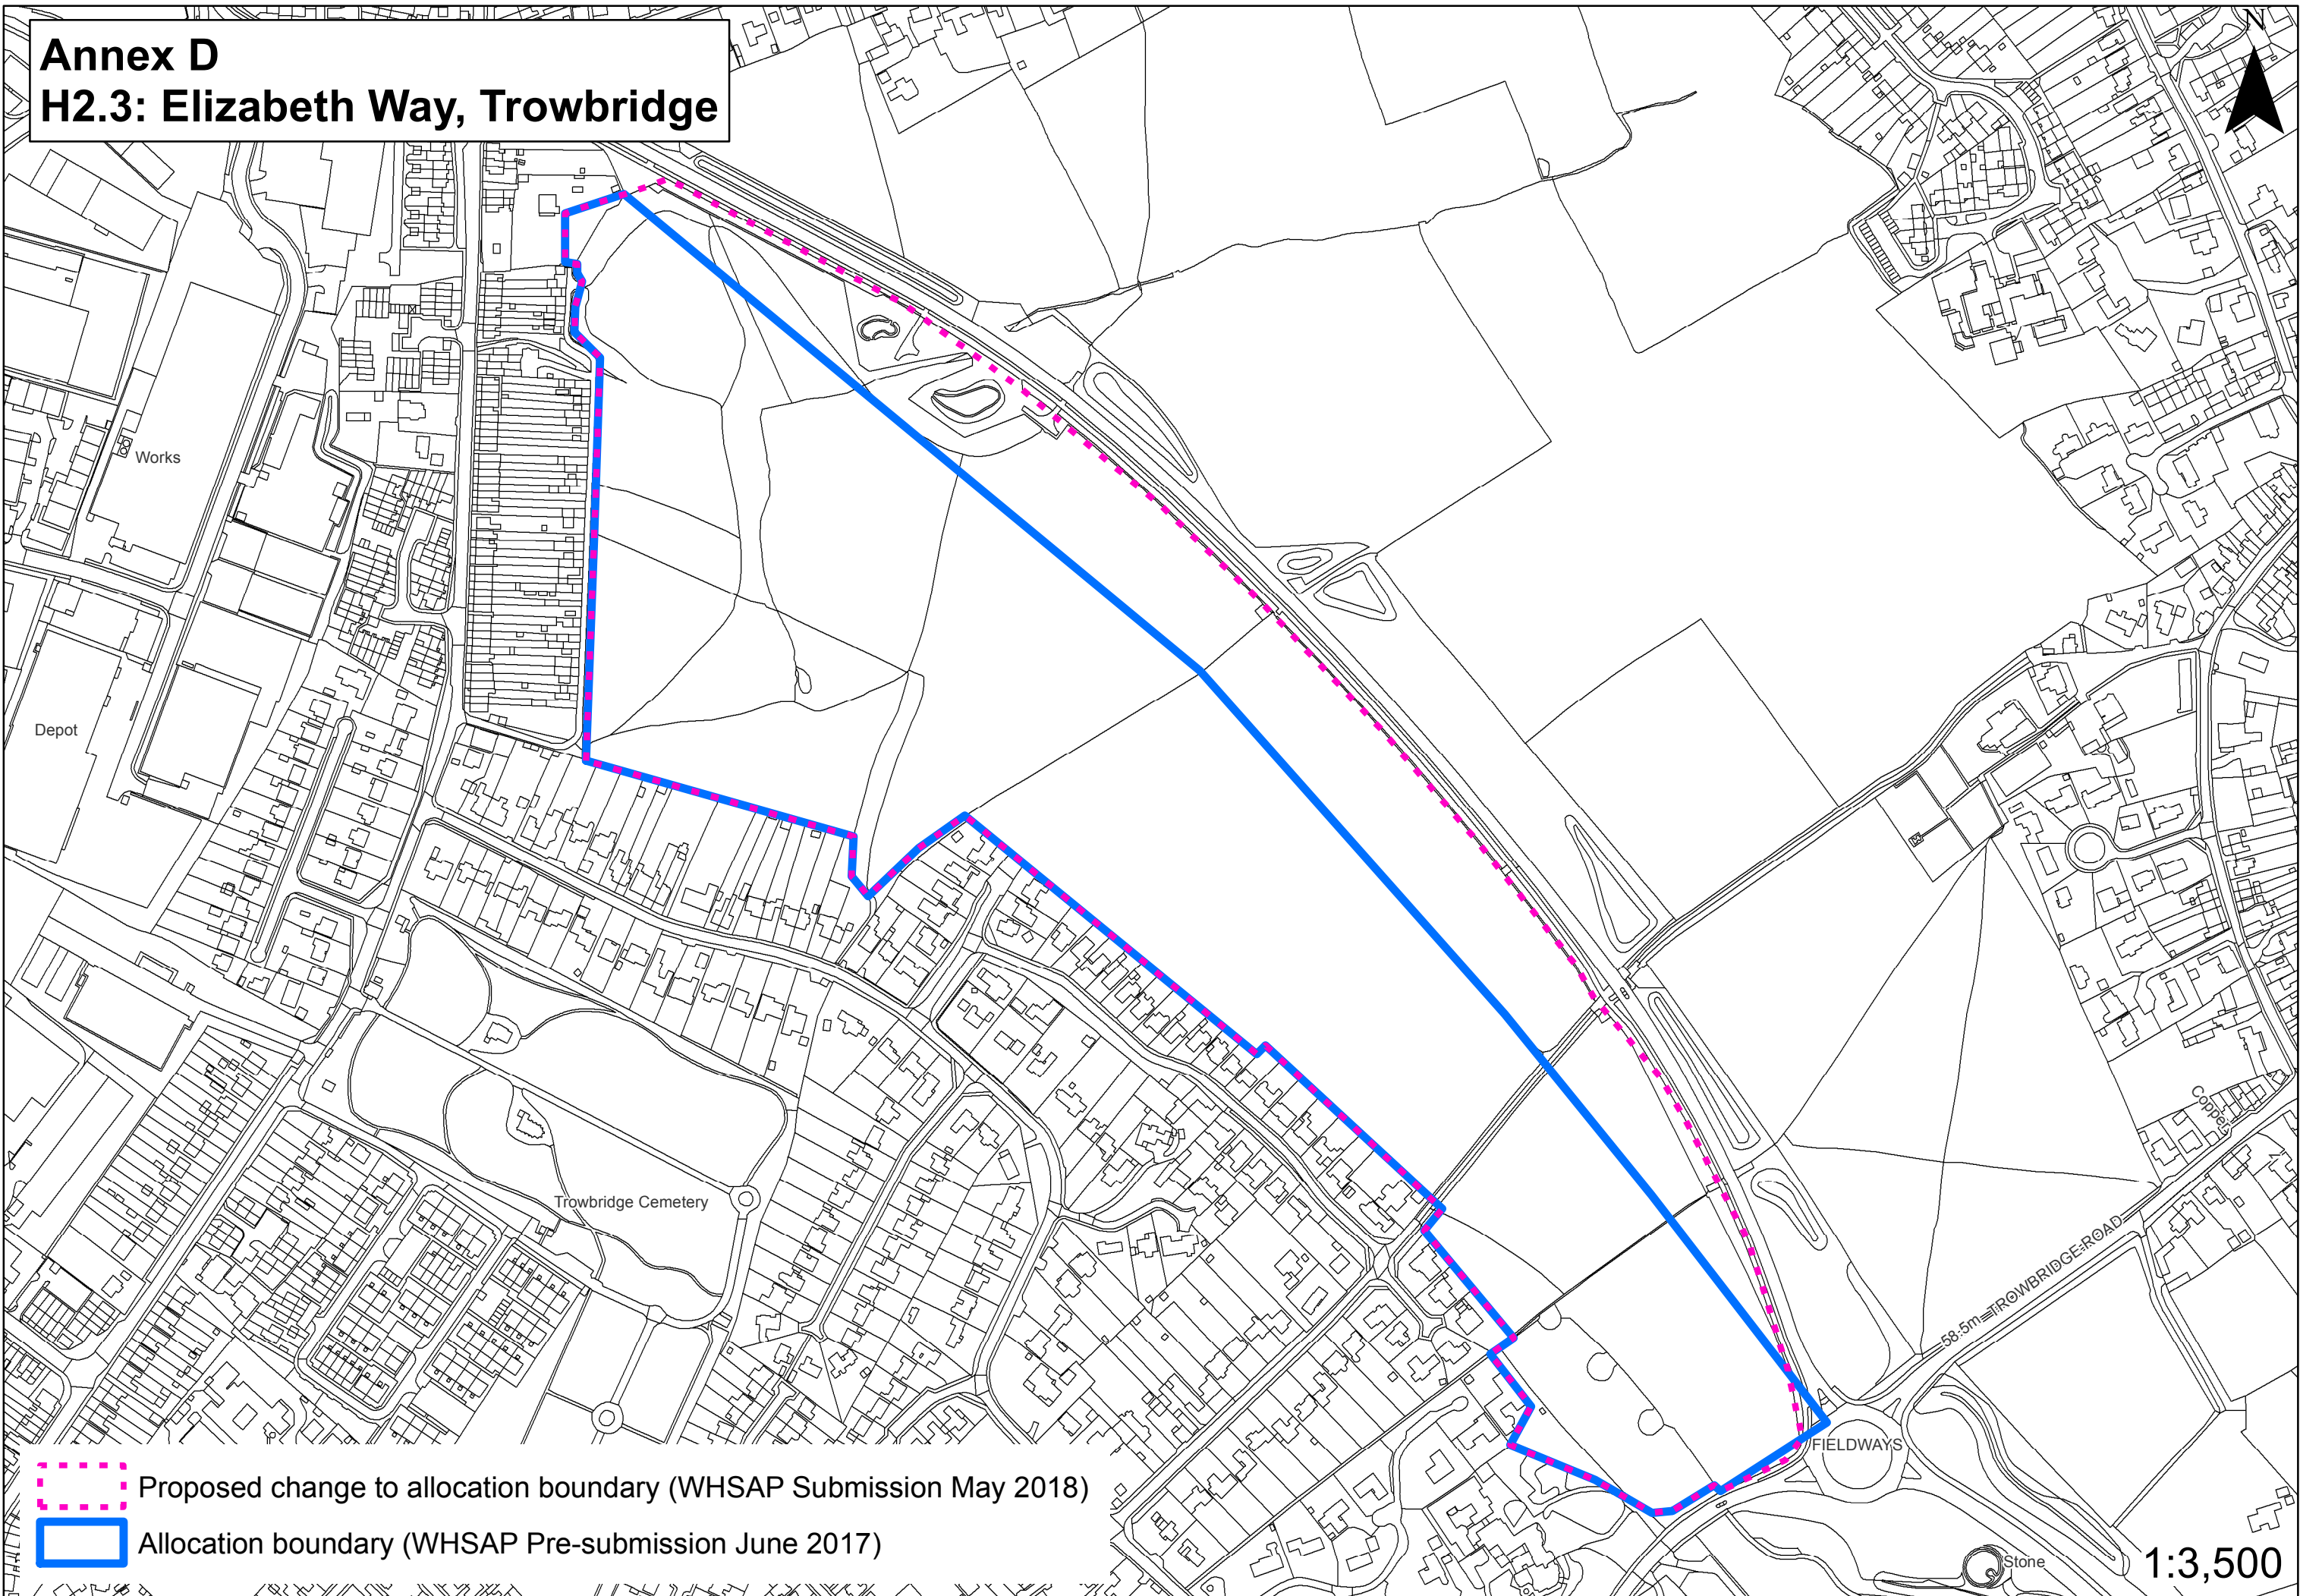 Annex D
H2.3: Elizabeth Way, Trowbridge
N
Works
Depot
Trowbridge Cemetery
Coppers
58.5m TROWBRIDGE ROAD
FIELDWAYS
Stone
Proposed change to allocation boundary (WHSAP Submission May 2018)
Allocation boundary (WHSAP Pre-submission June 2017)
1:3,500